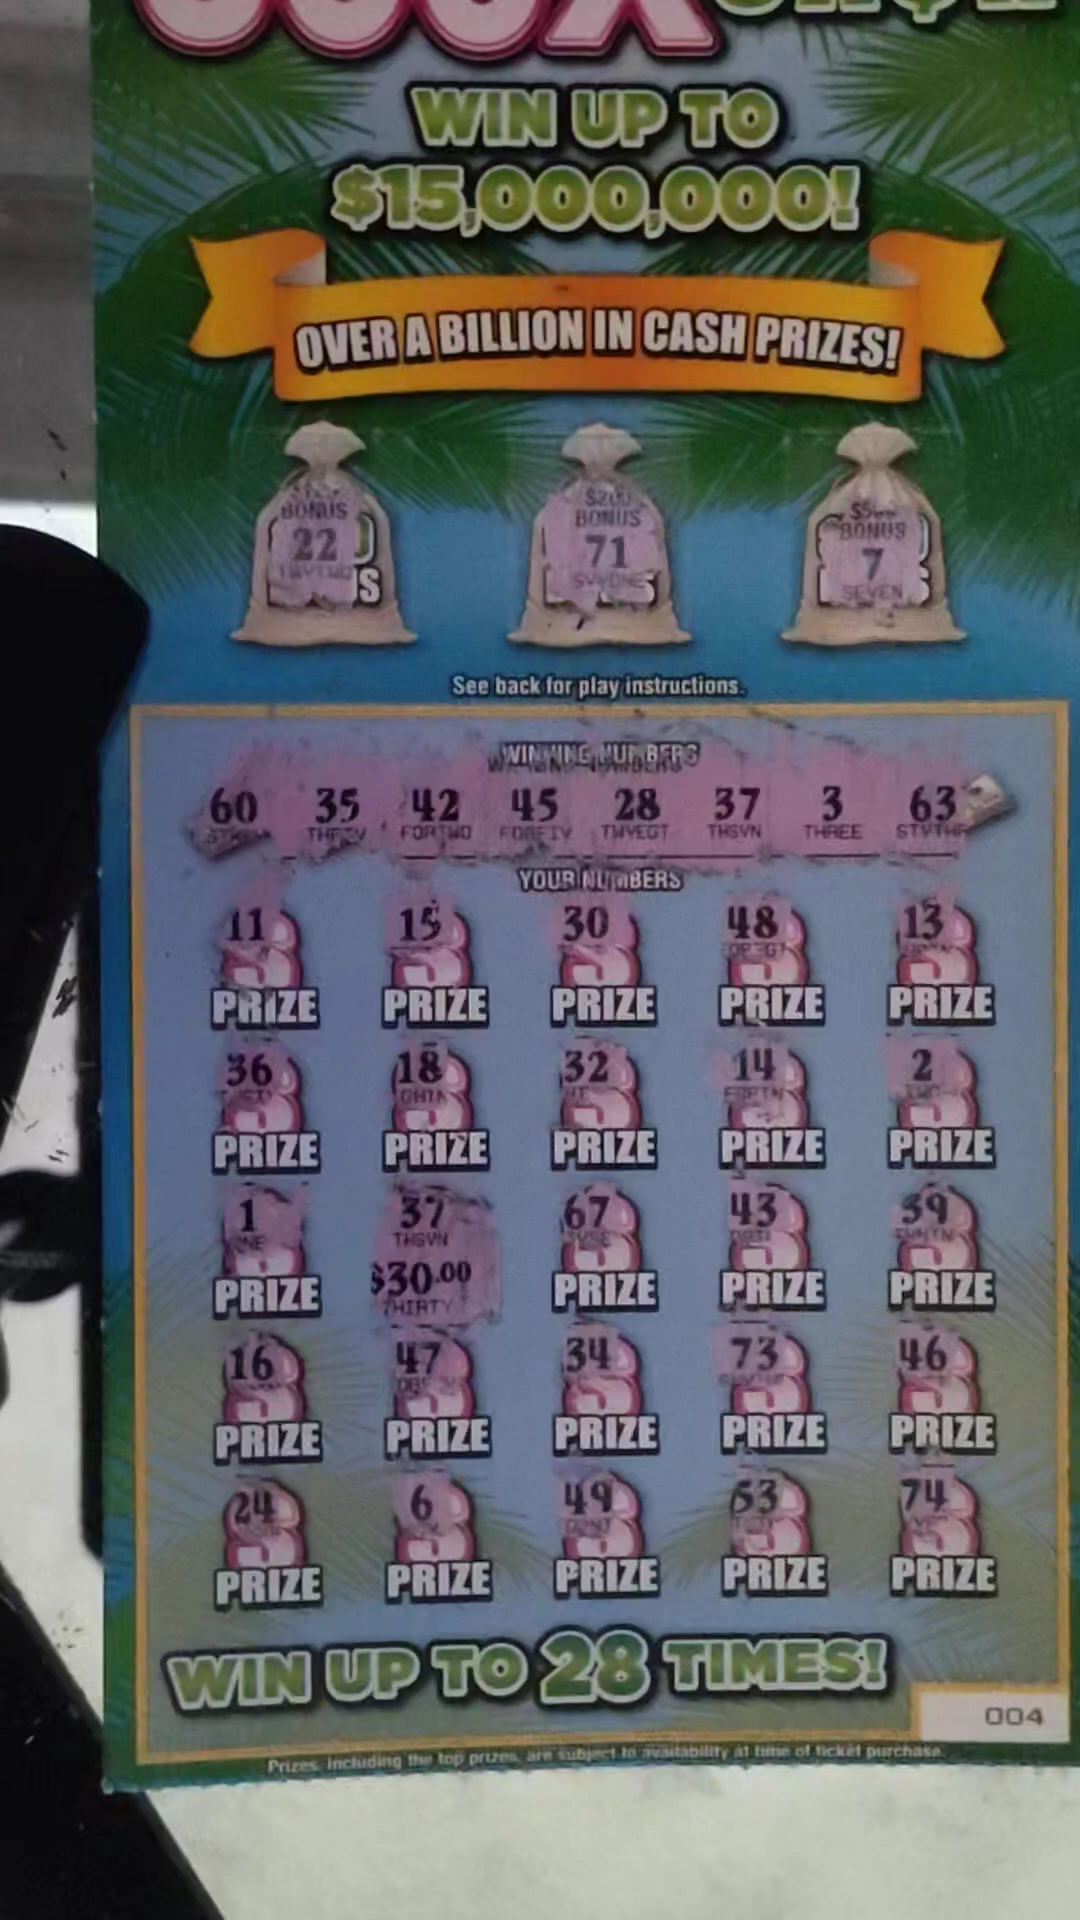 WIN UP TO
$15,000,000!
OVER A BILLION IN CASH PRIZES!
BONUS BONUS BONUS
22 71 7
SVYONE SEVEN
See back for play instructions.
WINNING NUMBERS
60 35 42 45 28 37 3 63
FORTWO FORFIV TWYEGT THSVN THREE
YOUR NUMBERS
11 15 30 48 13
PRIZE PRIZE PRIZE PRIZE PRIZE
36 18 32 14 2
PRIZE PRIZE PRIZE PRIZE PRIZE
1 37 67 43 39
THSVN
PRIZE $30.00 PRIZE PRIZE PRIZE
THIRTY
16 47 34 73 46
PRIZE PRIZE PRIZE PRIZE PRIZE
24 6 49 53 74
PRIZE PRIZE PRIZE PRIZE PRIZE
WIN UP TO 28 TIMES!
004
Prizes, including the top prizes, are subject to availability at time of ticket purchase.